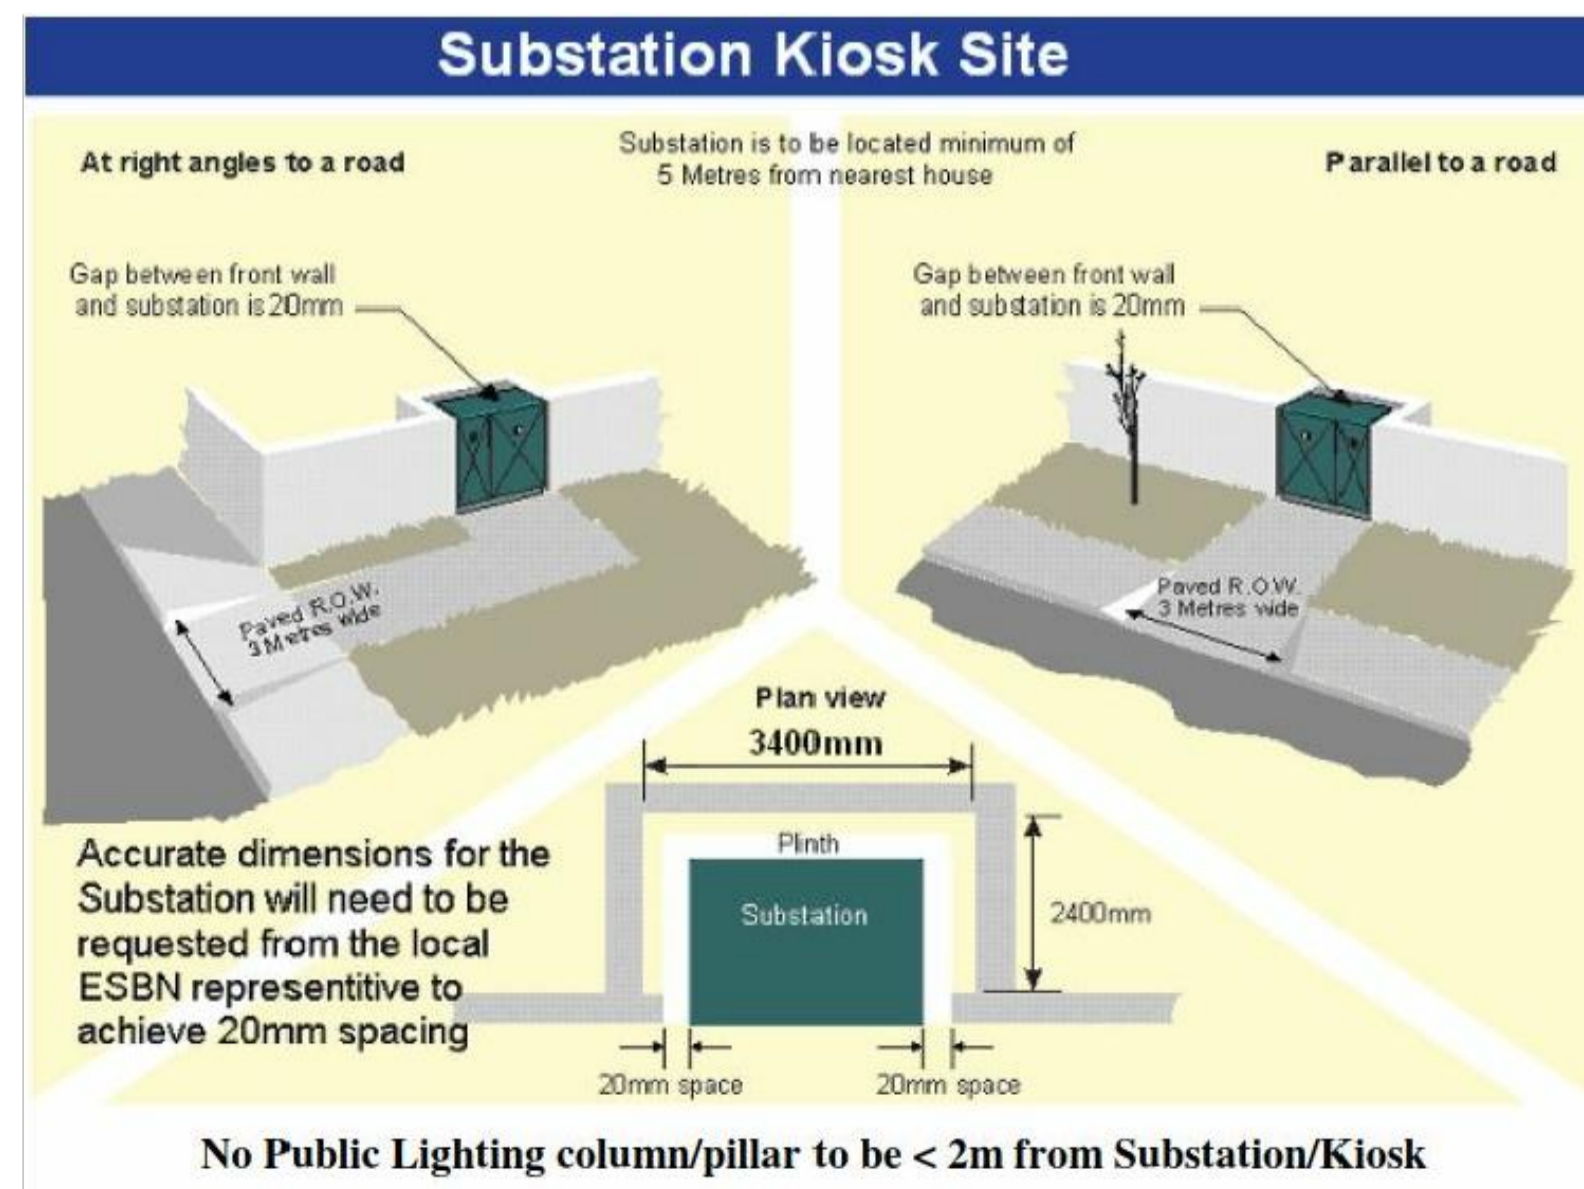 Substation Kiosk Site
At right angles to a road
Substation is to be located minimum of
5 Metres from nearest house
Parallel to a road
Gap between front wall
and substation is 20mm
Gap between front wall
and substation is 20mm
Paved R.O.W.
3 Metres wide
Paved R.O.W.
3 Metres wide
Plan view
3400mm
Plinth
Substation
2400mm
Accurate dimensions for the
Substation will need to be
requested from the local
ESBN representitive to
achieve 20mm spacing
20mm space
20mm space
No Public Lighting column/pillar to be < 2m from Substation/Kiosk